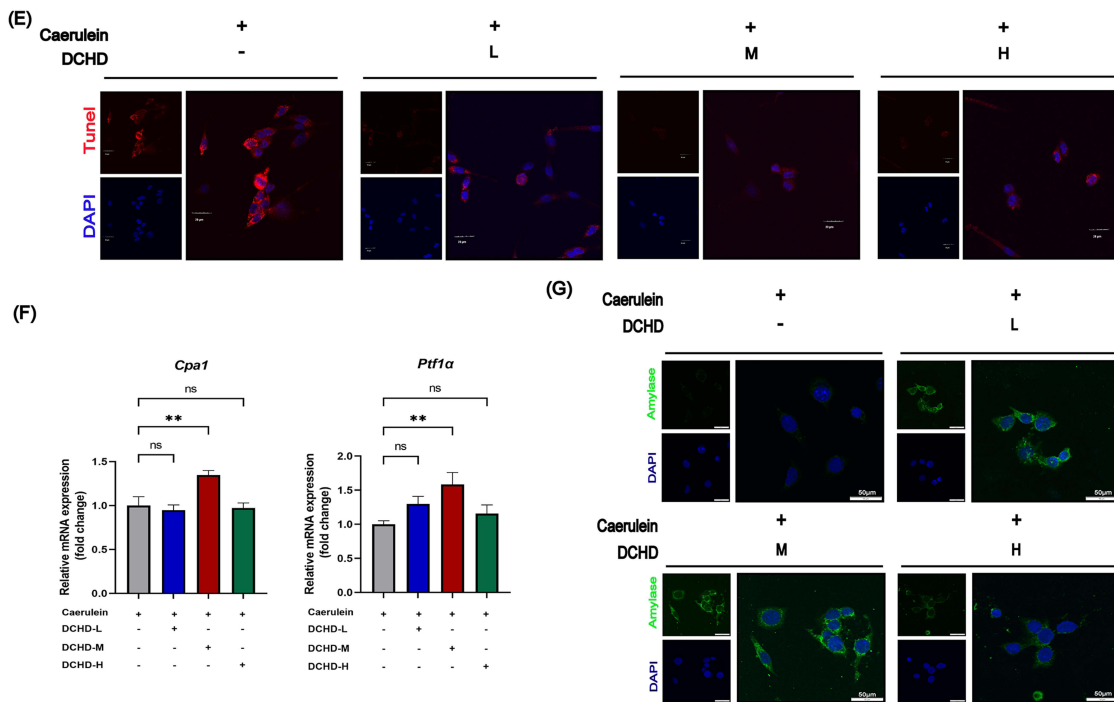 (E)
Caerulein + + + +
DCHD - L M H
Tunel
DAPI
(F)
Cpa1
ns
**
ns
Relative mRNA expression
(fold change)
1.5
1.0
0.5
0.0
Caerulein + + + +
DCHD-L - + - -
DCHD-M - - + -
DCHD-H - - - +
Ptf1α
ns
**
ns
Relative mRNA expression
(fold change)
2.0
1.5
1.0
0.5
0.0
Caerulein + + + +
DCHD-L - + - -
DCHD-M - - + -
DCHD-H - - - +
(G)
Caerulein + +
DCHD - L
Amylase
DAPI
50μm
50μm
Caerulein + +
DCHD M H
Amylase
DAPI
50μm
50μm